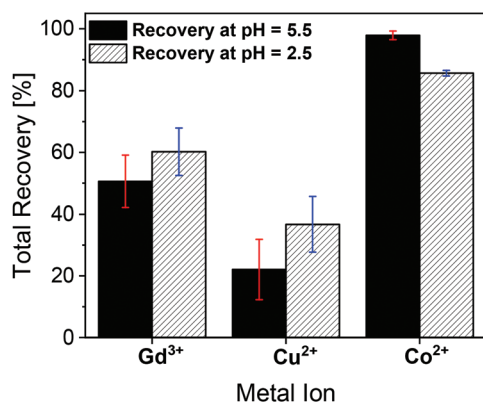 Recovery at pH = 5.5
Recovery at pH = 2.5
Total Recovery [%]
100
80
60
40
20
0
Gd³⁺ Cu²⁺ Co²⁺
Metal Ion